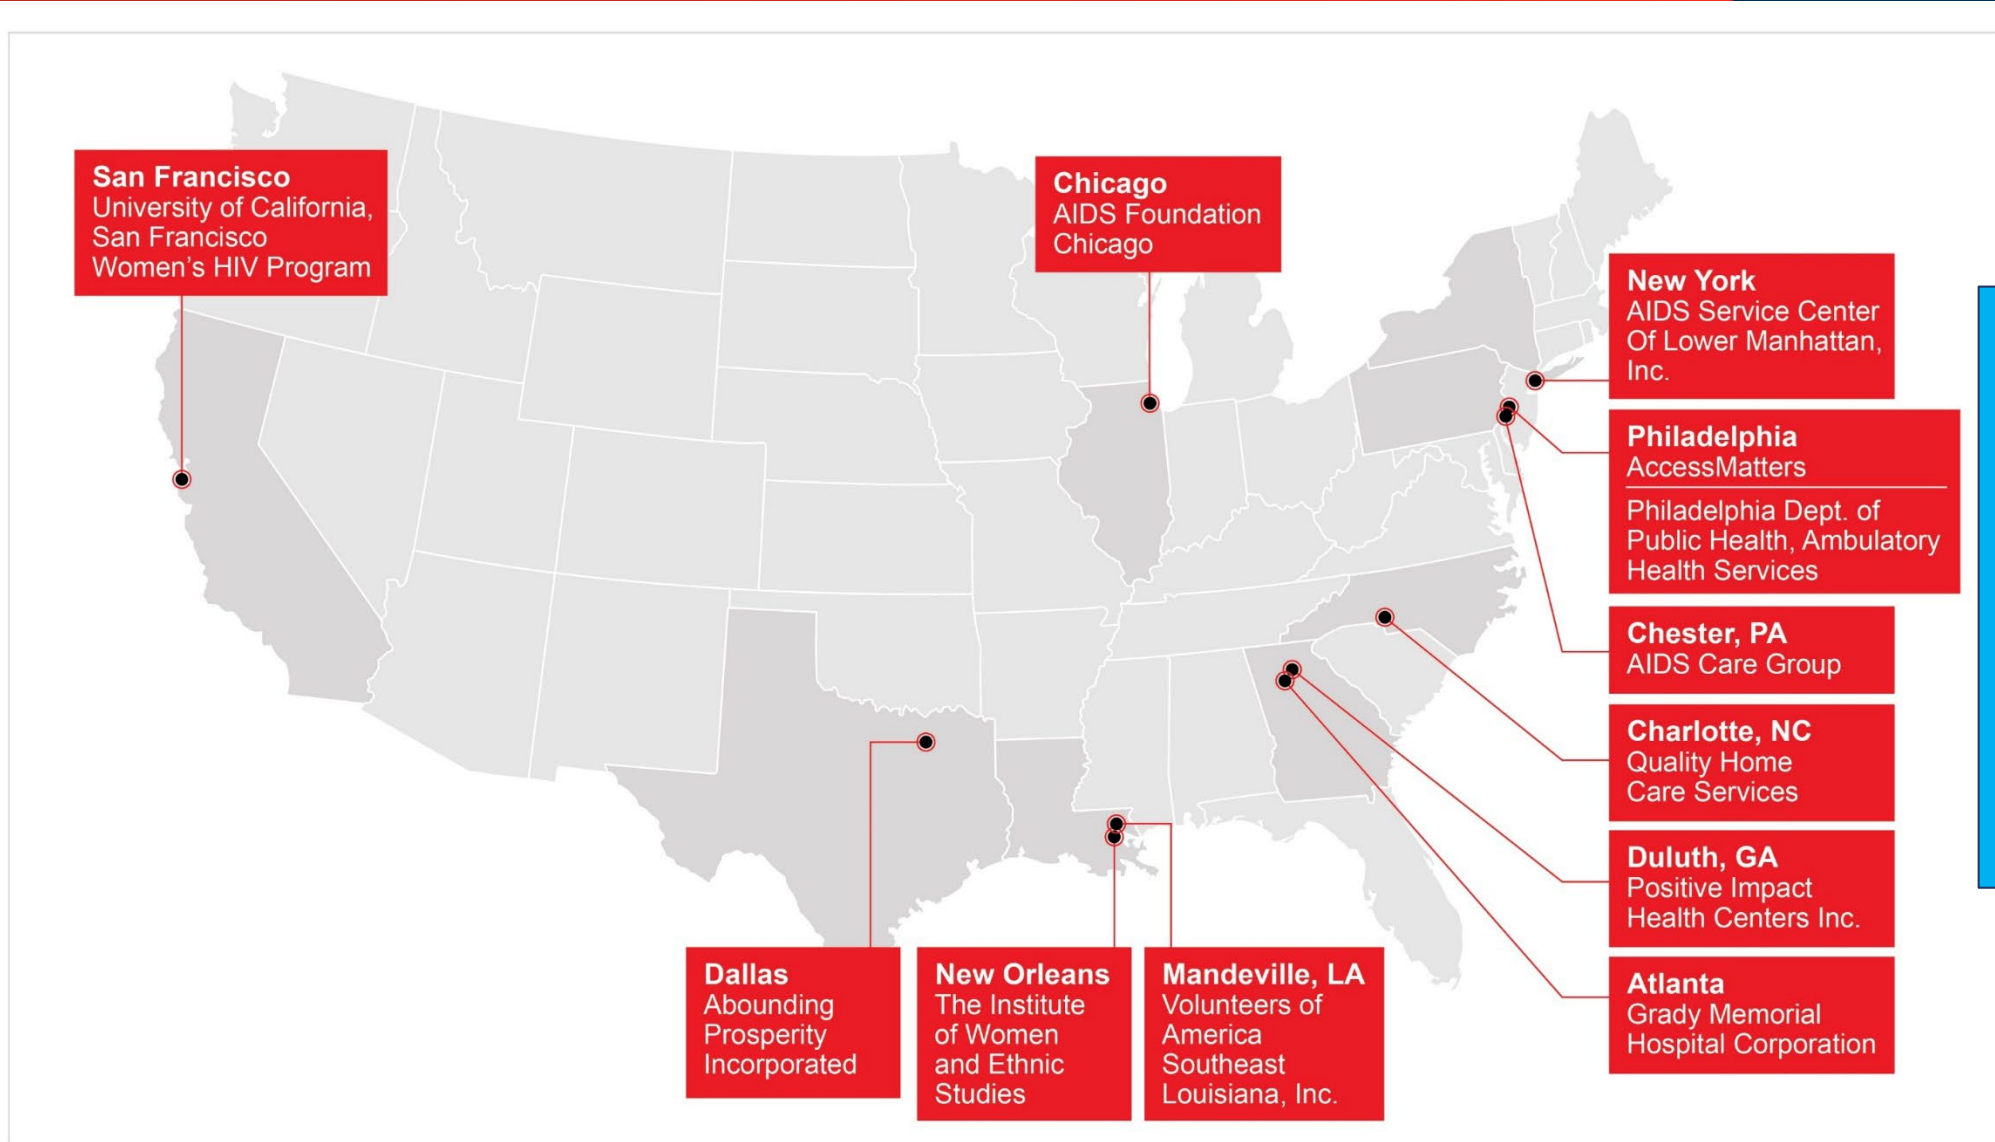 San Francisco
University of California,
San Francisco
Women's HIV Program
Chicago
AIDS Foundation
Chicago
New York
AIDS Service Center
Of Lower Manhattan,
Inc.
Philadelphia
AccessMatters
Philadelphia Dept. of
Public Health, Ambulatory
Health Services
Chester, PA
AIDS Care Group
Charlotte, NC
Quality Home
Care Services
Duluth, GA
Positive Impact
Health Centers Inc.
Atlanta
Grady Memorial
Hospital Corporation
Dallas
Abounding
Prosperity
Incorporated
New Orleans
The Institute
of Women
and Ethnic
Studies
Mandeville, LA
Volunteers of
America
Southeast
Louisiana, Inc.